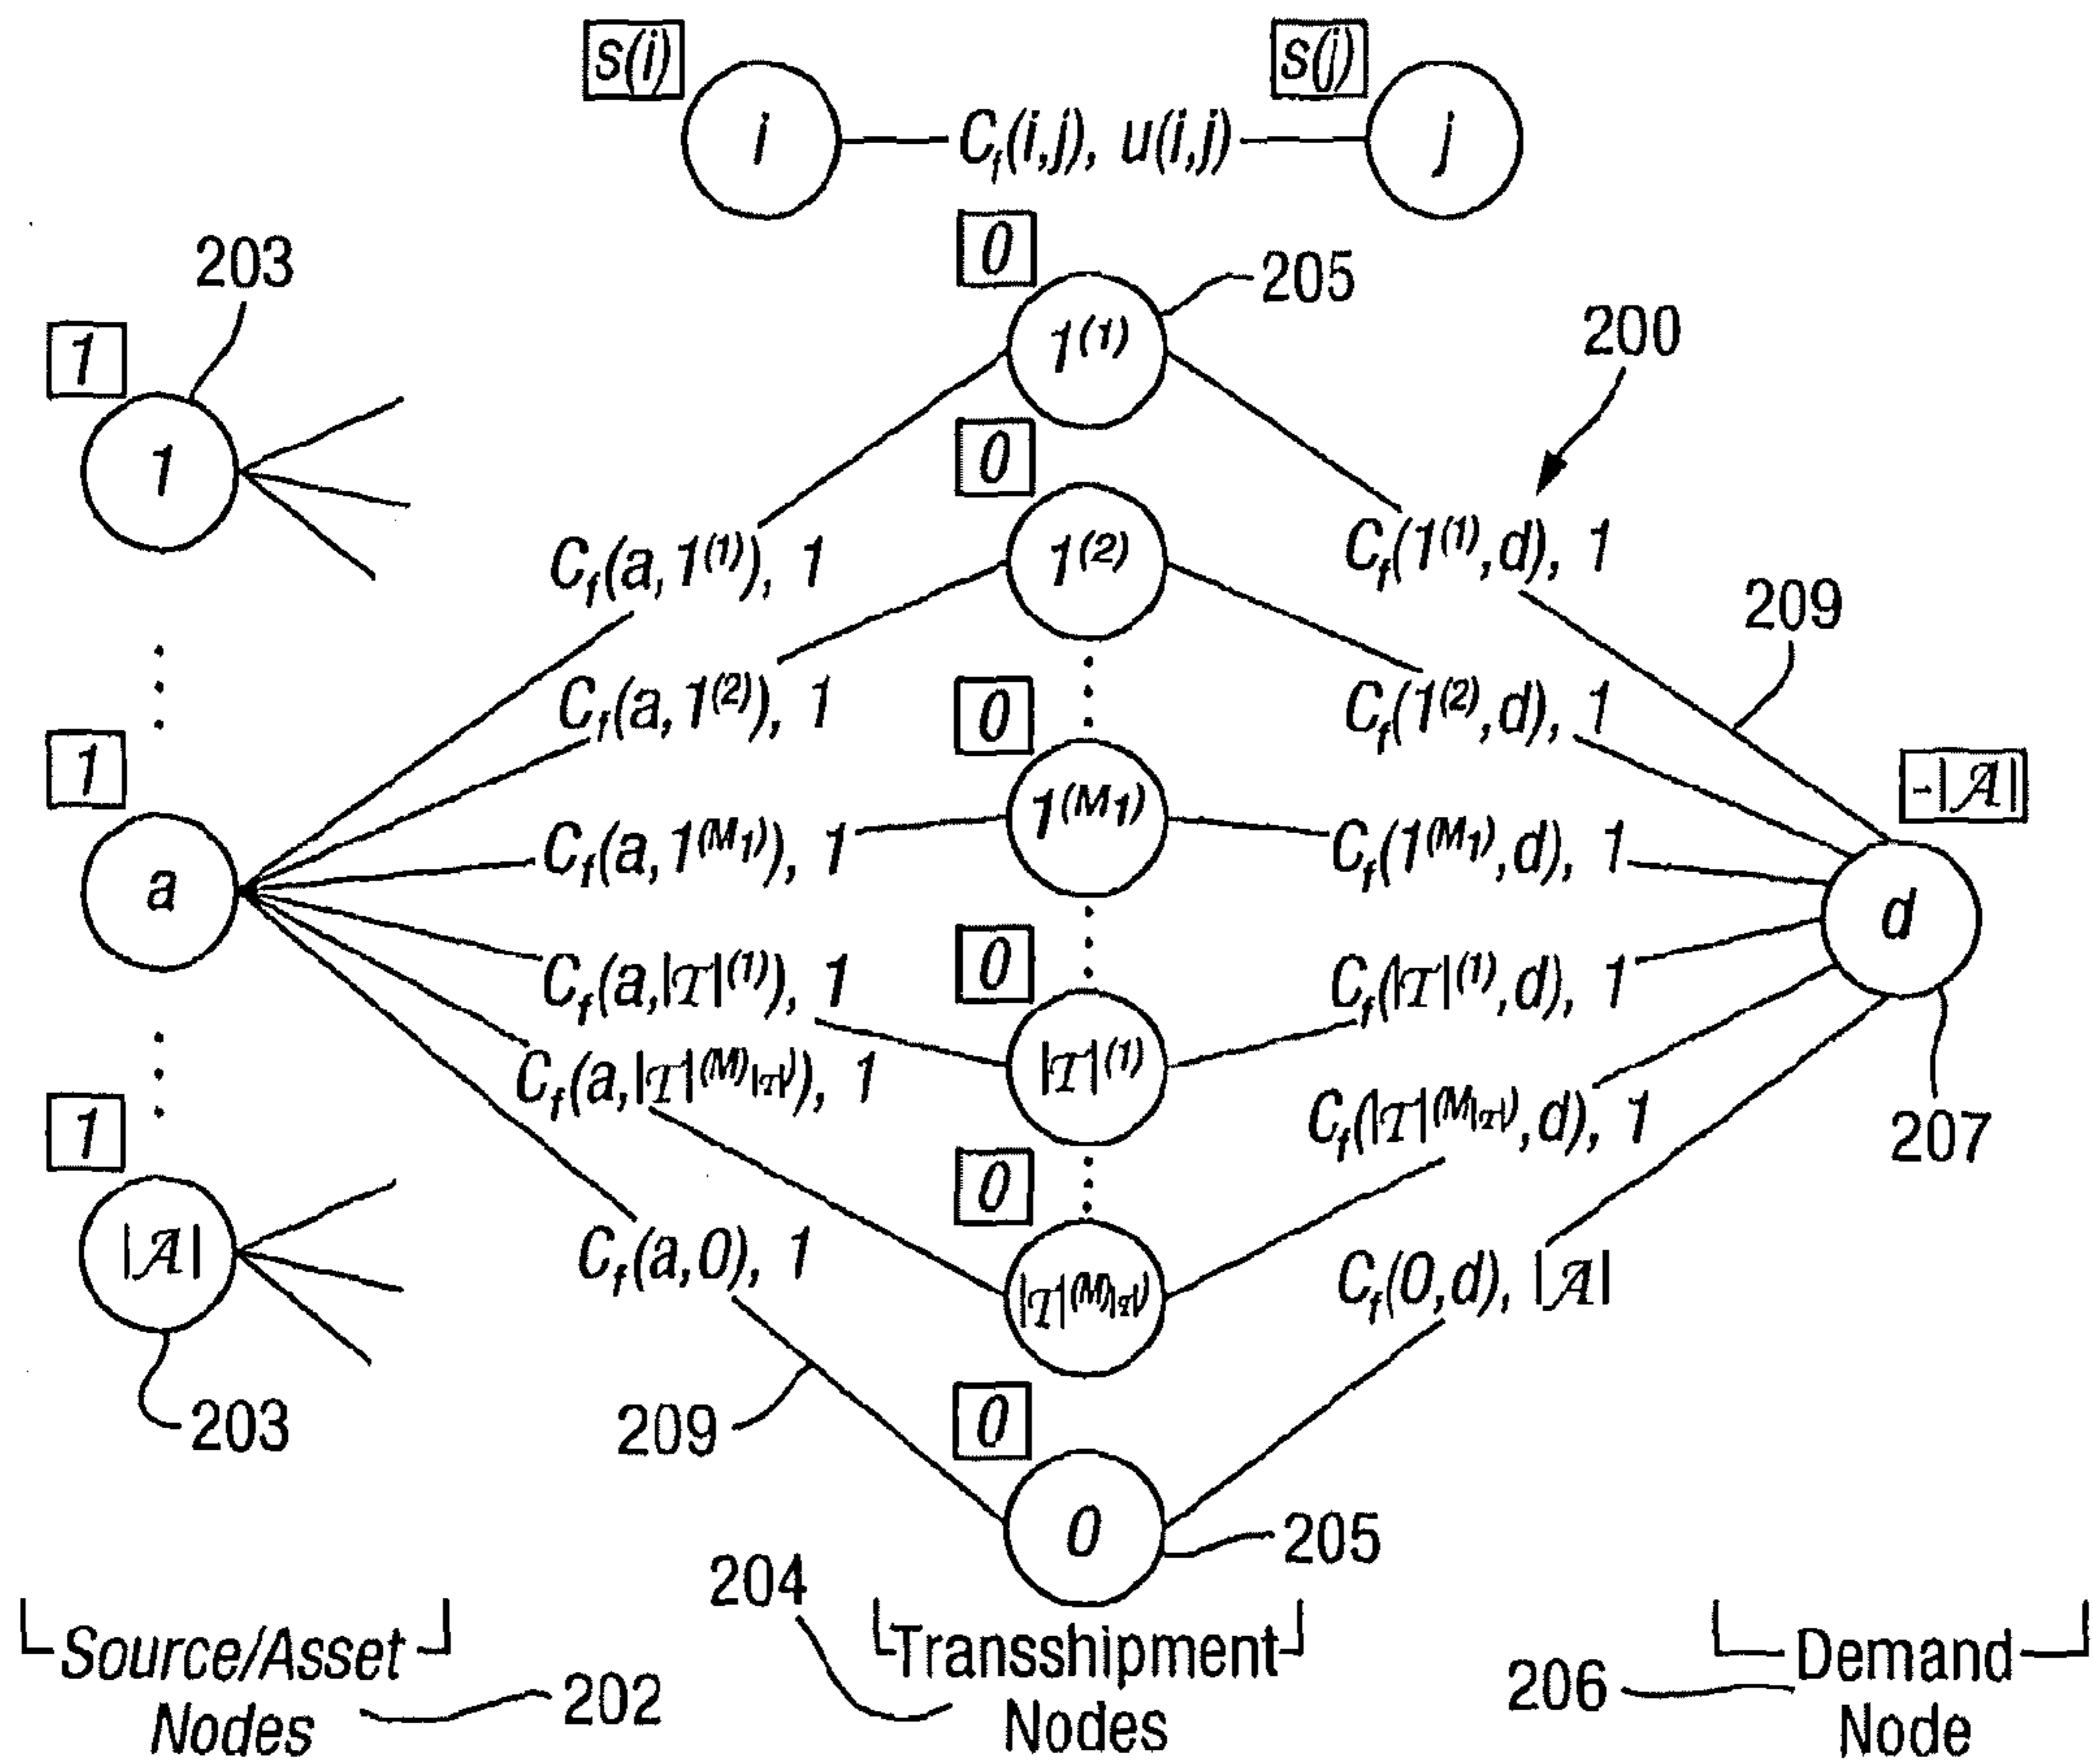 s(i)
s(j)
i
C_f(i,j), u(i,j)
j
0
203
205
1^(1)
200
1
1
0
1^(2)
C_f(a,1^(1)), 1
C_f(1^(1),d), 1
209
C_f(a,1^(2)), 1
0
C_f(1^(2),d), 1
1
-|𝒜|
a
C_f(a,1^(M_1)), 1
1^(M_1)
C_f(1^(M_1),d), 1
d
0
C_f(a,|𝒯|^(1)), 1
|𝒯|^(1)
C_f(|𝒯|^(1),d), 1
C_f(a,|𝒯|^(M)_|𝒯|)), 1
C_f(|𝒯|^(M_|𝒯|),d), 1
207
1
0
|𝒜|
C_f(a,0), 1
|𝒯|^(M)_|𝒯|)
C_f(0,d), |𝒜|
203
209
0
0
205
204
Source/Asset
Nodes
202
Transshipment
Nodes
206
Demand
Node